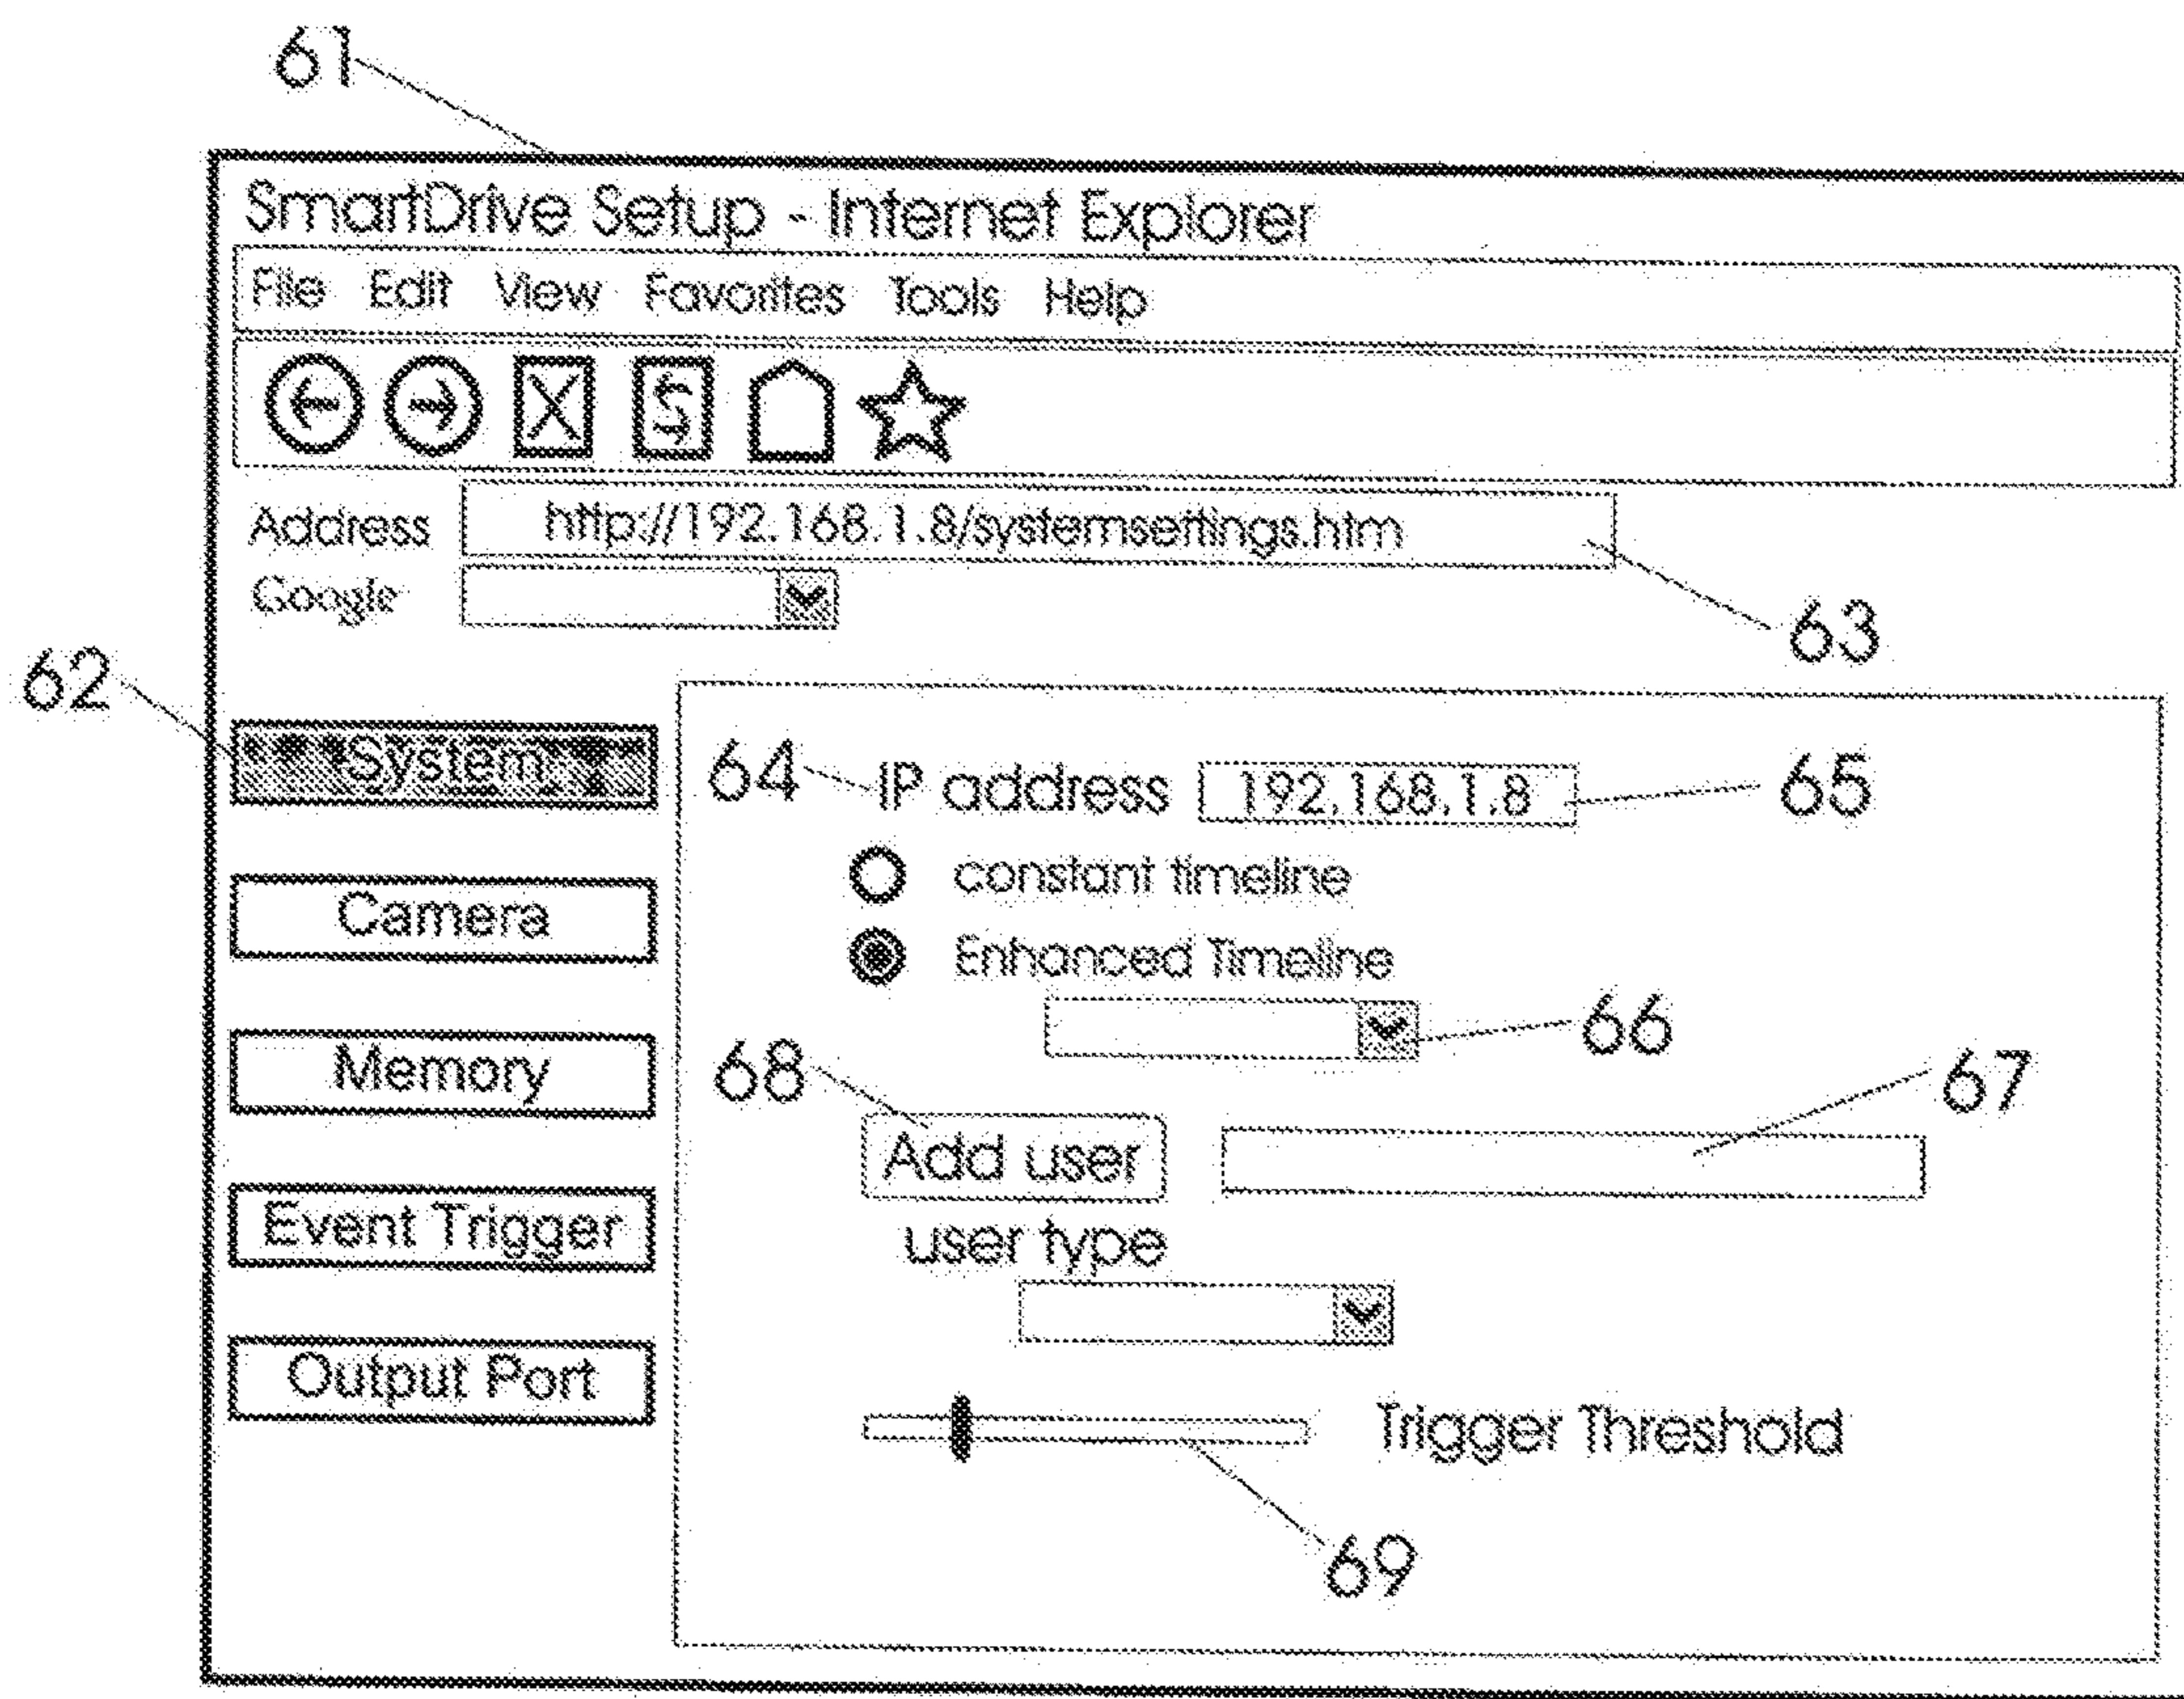 61
SmartDrive Setup - Internet Explorer
File Edit View Favorites Tools Help
Address http://192.168.1.8/systemsettings.htm
Google
63
62
System
64 IP address 192.168.1.8 65
constant timeline
Camera
Enhanced Timeline
66
Memory
68
67
Add user
Event Trigger
user type
Output Port
Trigger Threshold
69